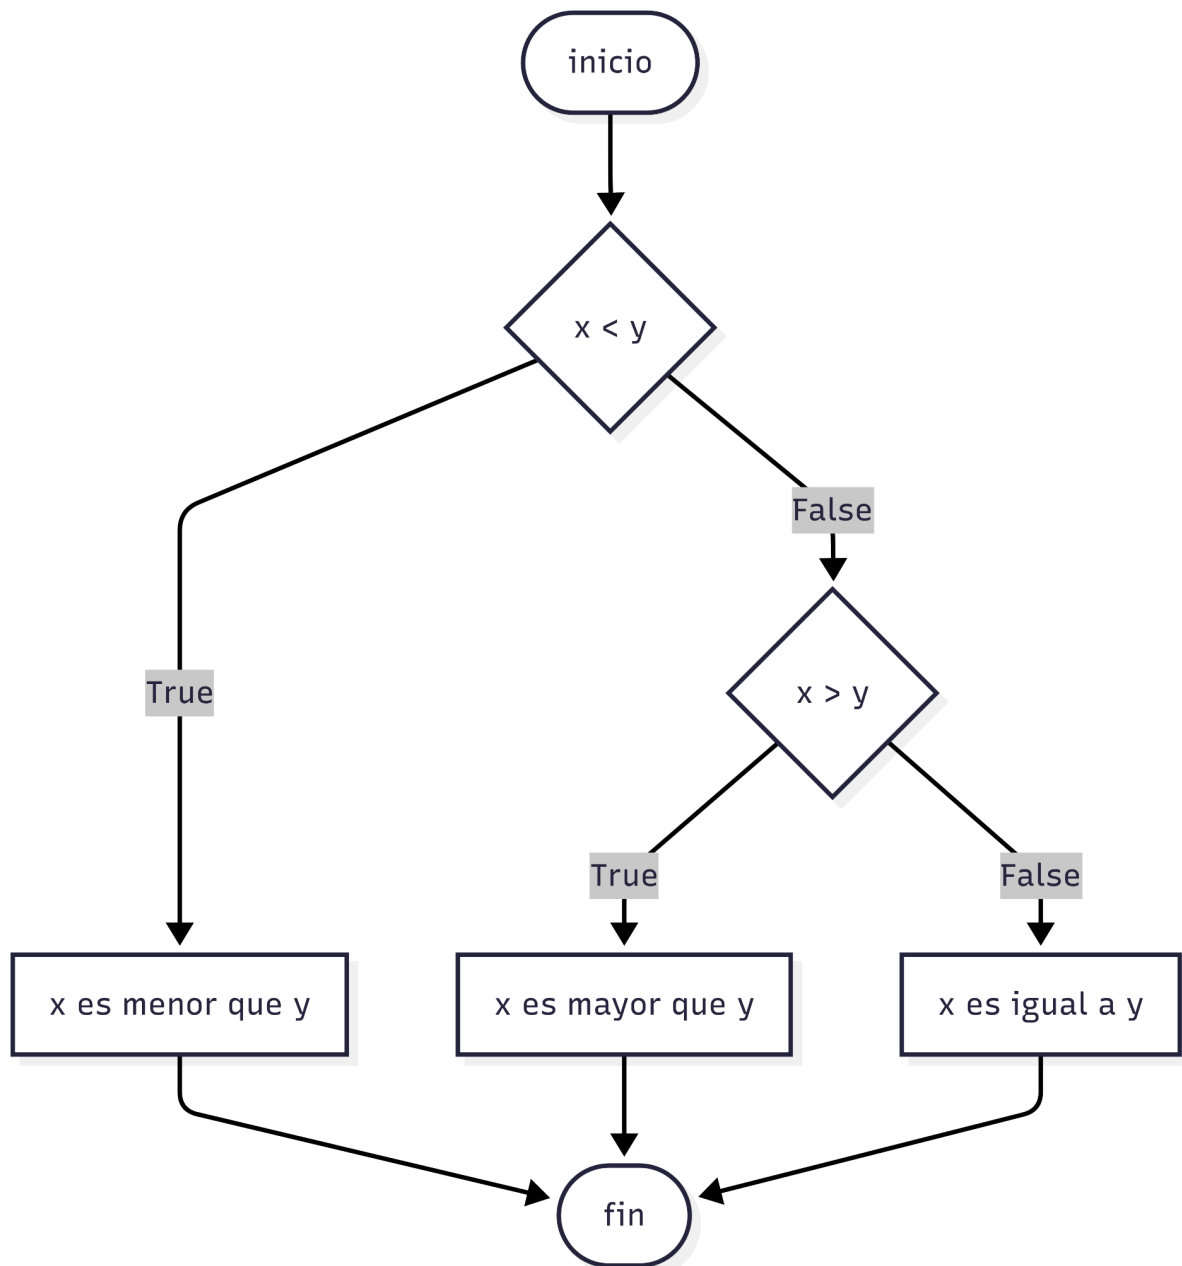 inicio
x < y
False
True
x > y
True
False
x es menor que y
x es mayor que y
x es igual a y
fin